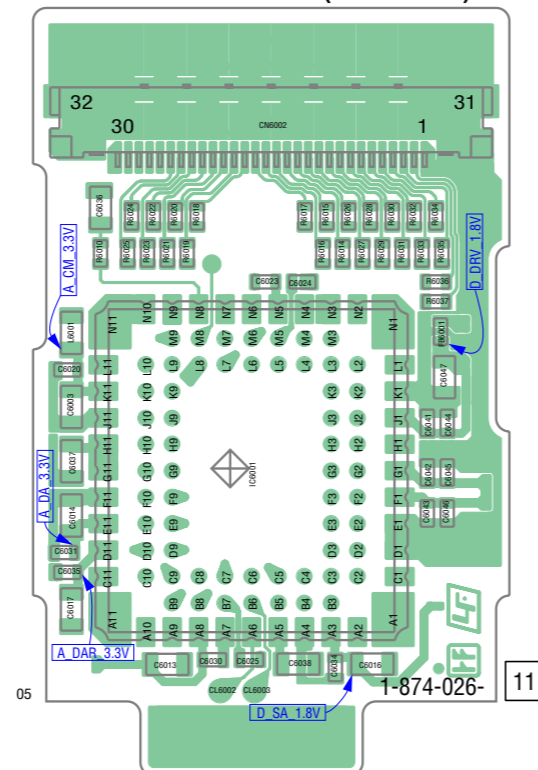 32 31
30 1
CN6002
C6036
R6024 R6022 R6020 R6018 R6017 R6015 R6026 R6028 R6030 R6032 R6034
R6010 R6025 R6023 R6021 R6019 R6016 R6014 R6027 R6029 R6031 R6033 R6035
A_CM_3.3V
D_DRV_1.8V
C6023 C6024
R6036
R6037
N11 N10 N9 N8 N7 N6 N5 N4 N3 N2 N1
M9 M8 M7 M6 M5 M4 M3
L6001
C6020
L11 L10 L9 L8 L7 L6 L5 L4 L3 L2 L1
C6047
C6003
K11 K10 K9 K3 K2 K1
J11 J10 J9 J3 J2 J1
C6041 C6044
C6037
H11 H10 H9 H3 H2 H1
G11 G10 G9 G3 G2 G1
C6042 C6045
IC6001
A_DA_3.3V
C6014
F11 F10 F9 F3 F2 F1
C6043 C6046
E11 E10 E9 E3 E2 E1
C6031
D11 D10 D9 D3 D2 D1
C6035
C11 C10 C9 C8 C7 C6 C5 C4 C3 C2 C1
C6017
B9 B8 B7 B6 B5 B4 B3
A11 A10 A9 A8 A7 A6 A5 A4 A3 A2 A1
A_DAR_3.3V
C6013 C6030 C6025 C6038 C6034 C6016
CL6002 CL6003
D_SA_1.8V
1-874-026- 11
05